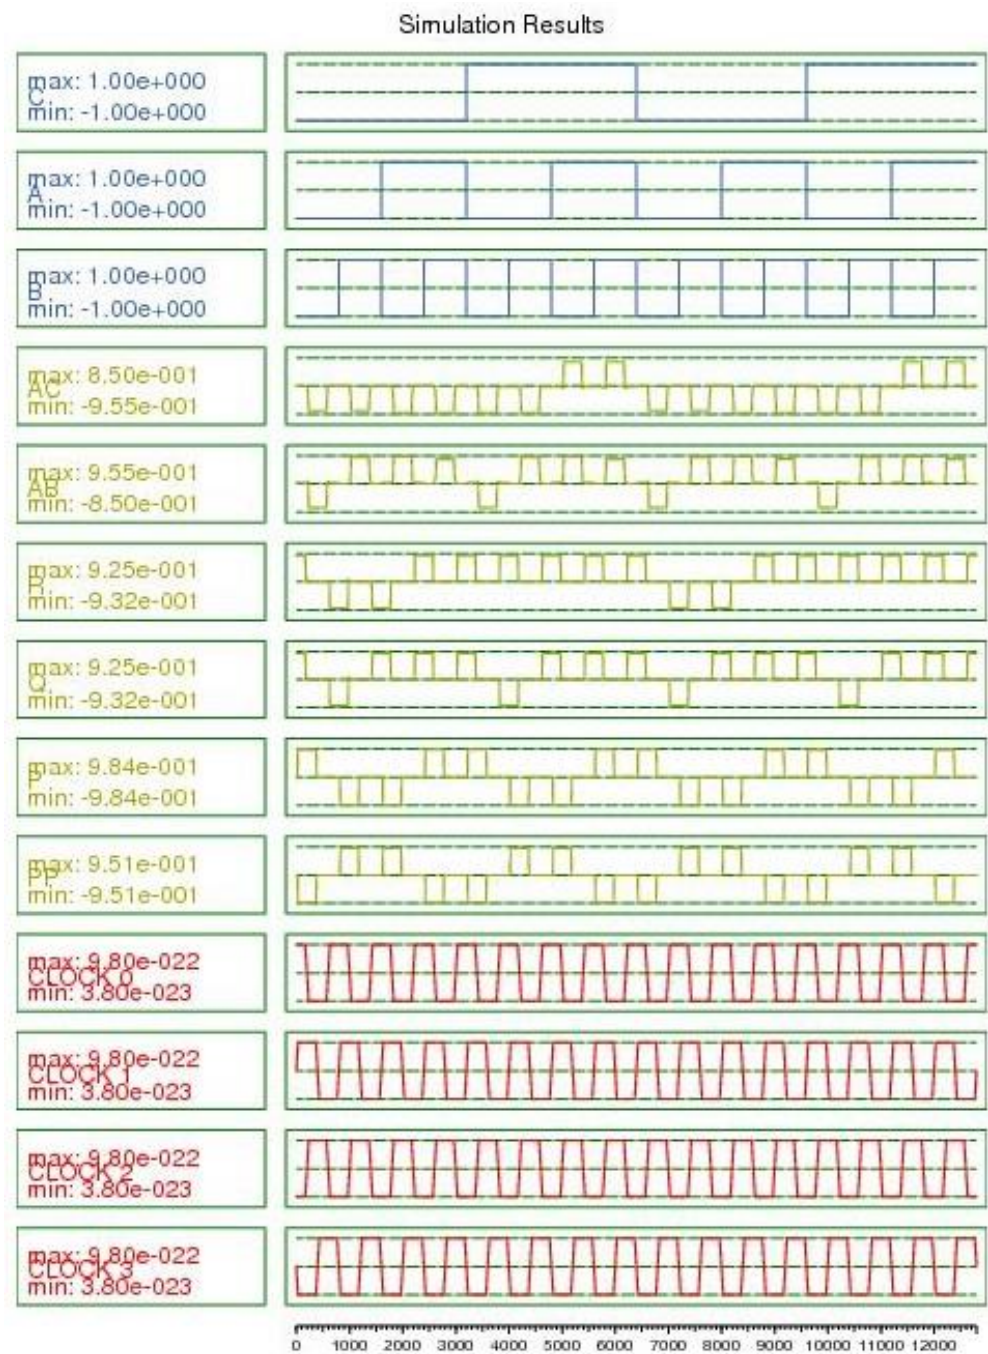 Simulation Results
max: 1.00e+000
C
min: -1.00e+000
max: 1.00e+000
A
min: -1.00e+000
max: 1.00e+000
B
min: -1.00e+000
max: 8.50e-001
AC
min: -9.55e-001
max: 9.55e-001
AB
min: -8.50e-001
max: 9.25e-001
R
min: -9.32e-001
max: 9.25e-001
Q
min: -9.32e-001
max: 9.84e-001
P
min: -9.84e-001
max: 9.51e-001
PP
min: -9.51e-001
max: 9.80e-022
CLOCK 0
min: 3.80e-023
max: 9.80e-022
CLOCK 1
min: 3.80e-023
max: 9.80e-022
CLOCK 2
min: 3.80e-023
max: 9.80e-022
CLOCK 3
min: 3.80e-023
0 1000 2000 3000 4000 5000 6000 7000 8000 9000 10000 11000 12000